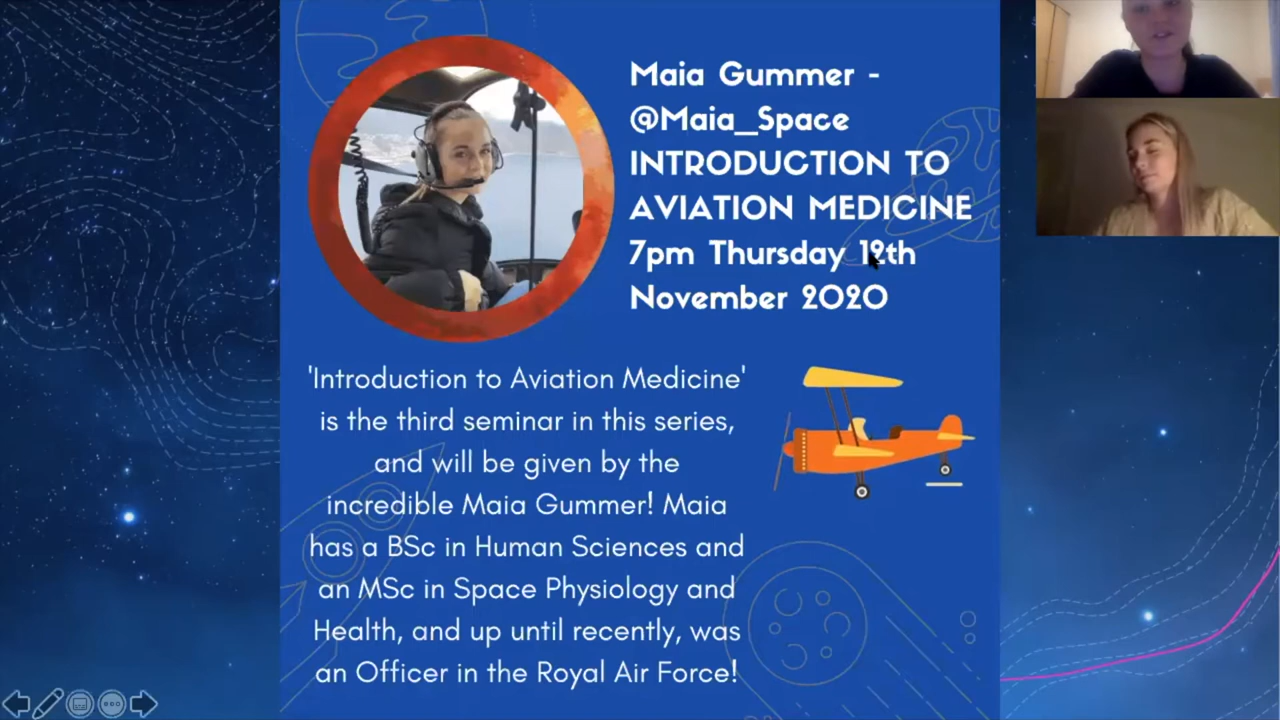 Maia Gummer -
@Maia_Space
INTRODUCTION TO
AVIATION MEDICINE
7pm Thursday 12th
November 2020
'Introduction to Aviation Medicine'
is the third seminar in this series,
and will be given by the
incredible Maia Gummer! Maia
has a BSc in Human Sciences and
an MSc in Space Physiology and
Health, and up until recently, was
an Officer in the Royal Air Force!